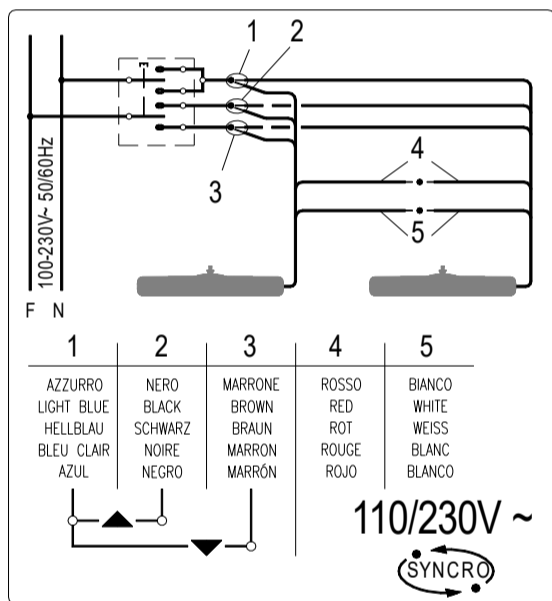 1 2
3
4
5
100-230V~ 50/60Hz
F N
1 2 3 4 5
AZZURRO NERO MARRONE ROSSO BIANCO
LIGHT BLUE BLACK BROWN RED WHITE
HELLBLAU SCHWARZ BRAUN ROT WEISS
BLEU CLAIR NOIRE MARRON ROUGE BLANC
AZUL NEGRO MARRÓN ROJO BLANCO
110/230V ~
SYNCRO